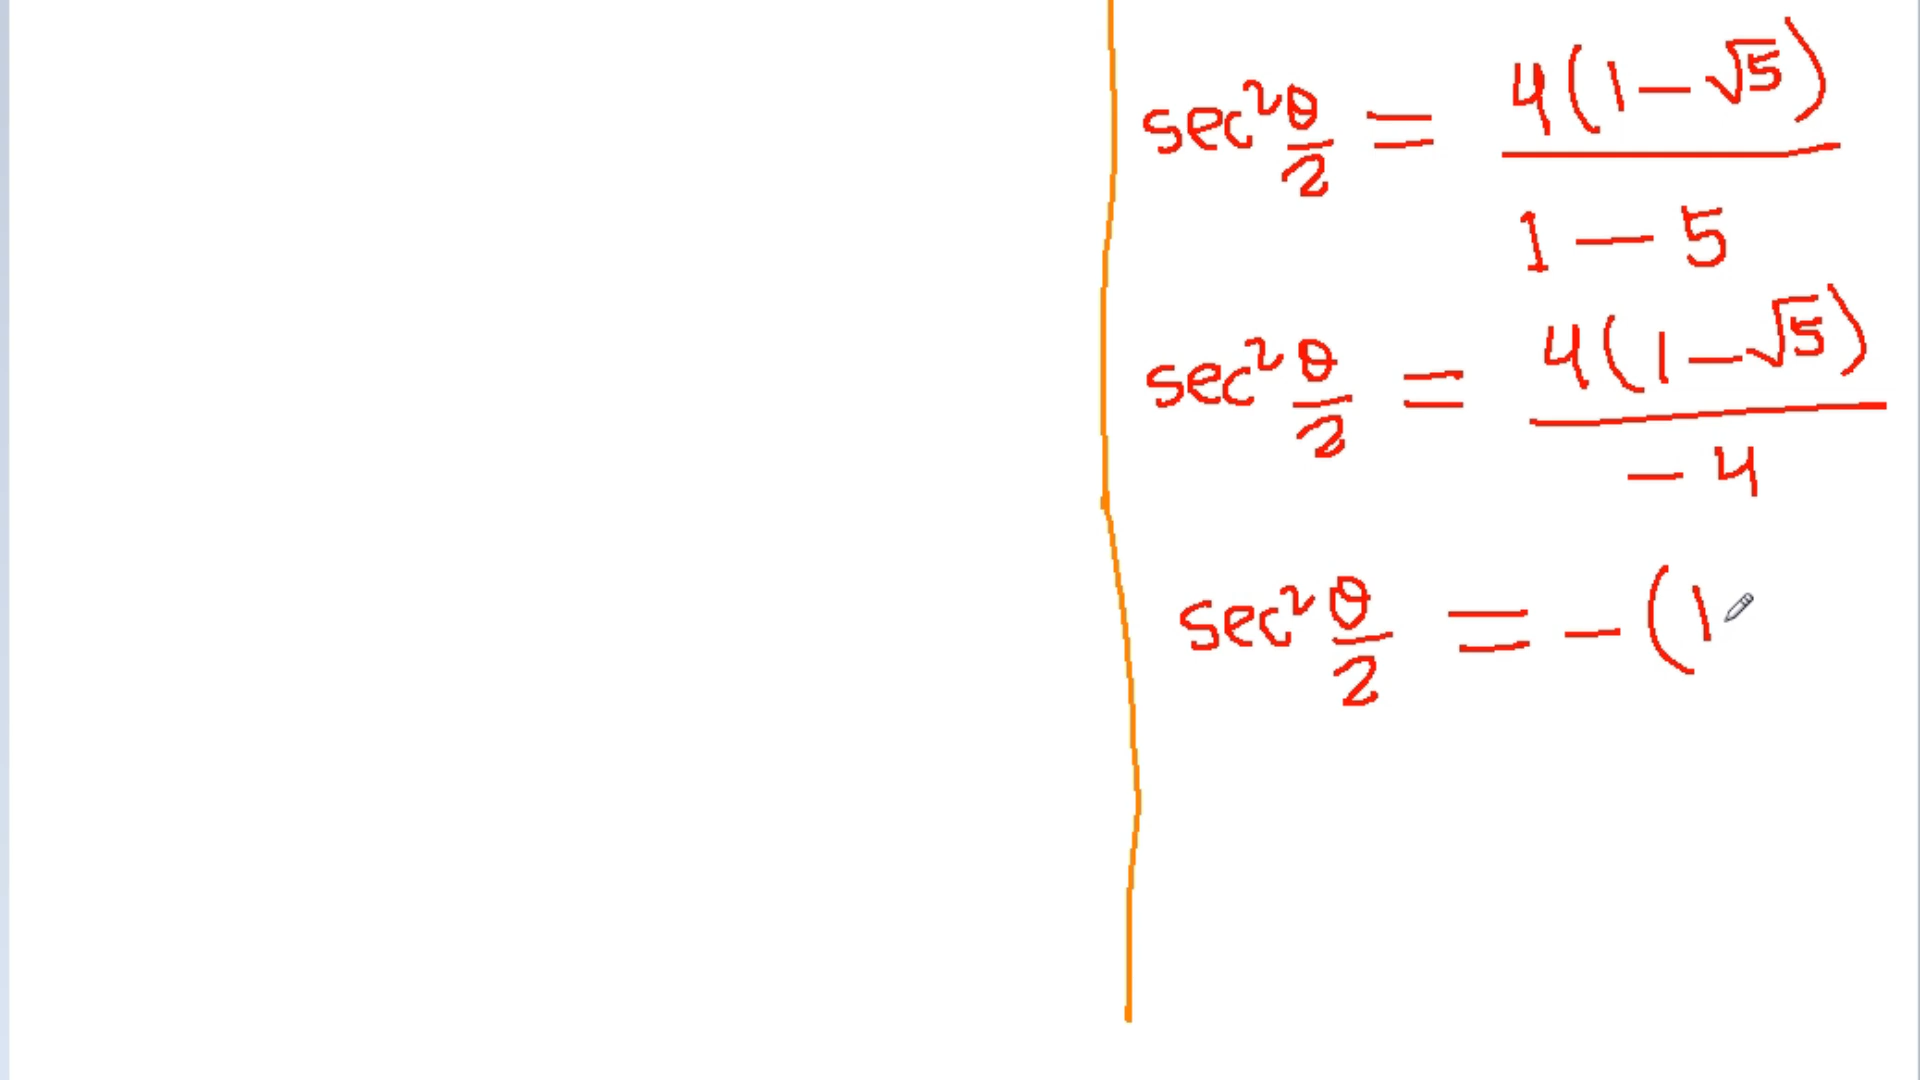 sec²θ/2 = 4(1-√5)/1-5
sec²θ/2 = 4(1-√5)/-4
sec²θ/2 = -(1